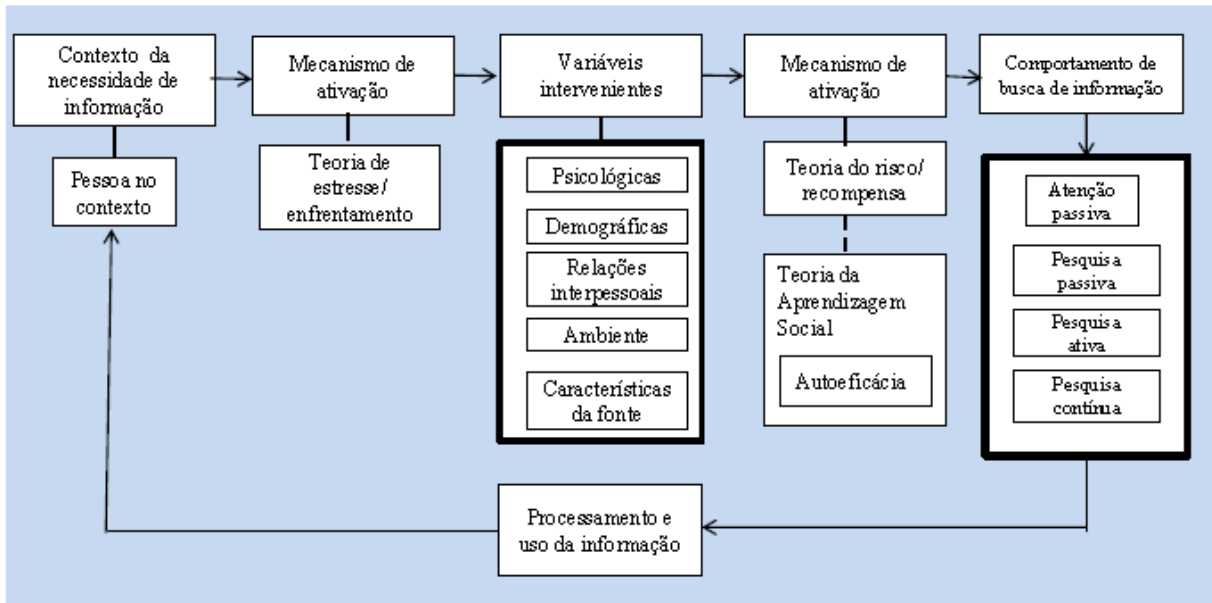 Contexto da
necessidade de
informação
Mecanismo de
ativação
Variáveis
intervenientes
Mecanismo de
ativação
Comportamento de
busca de informação
Pessoa no
contexto
Teoria de
estresse/
enfrentamento
Psicológicas
Demográficas
Relações
interpessoais
Ambiente
Características
da fonte
Teoria do risco/
recompensa
Teoria da
Aprendizagem
Social
Autoeficácia
Atenção
passiva
Pesquisa
passiva
Pesquisa
ativa
Pesquisa
contínua
Processamento e
uso da informação